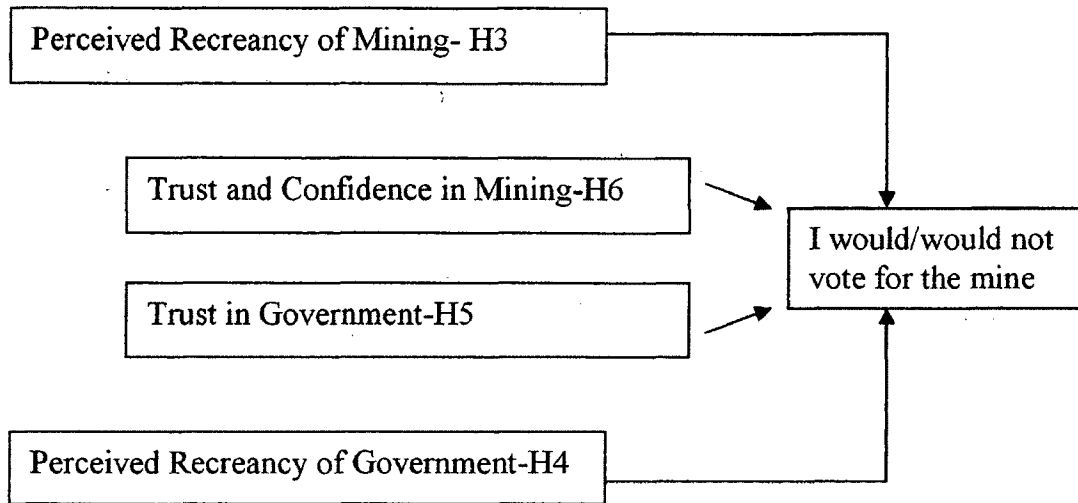 Perceived Recreancy of Mining- H3
Trust and Confidence in Mining-H6
I would/would not
vote for the mine
Trust in Government-H5
Perceived Recreancy of Government-H4